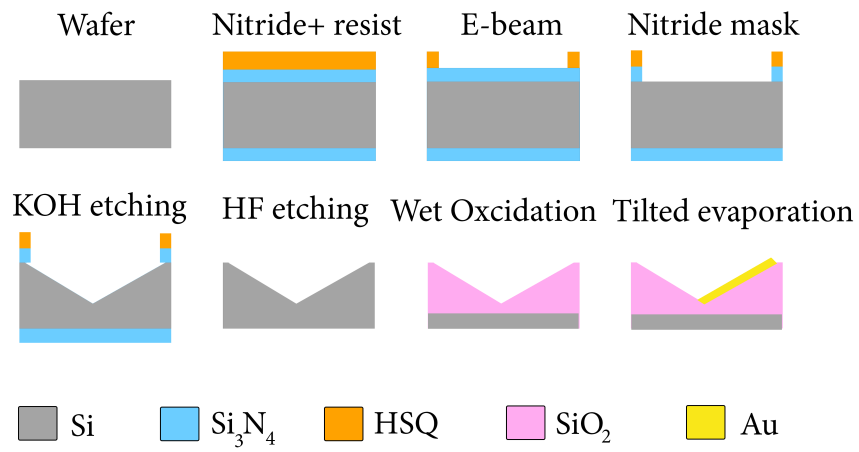 Wafer
Nitride+ resist
E-beam
Nitride mask
KOH etching
HF etching
Wet Oxcidation
Tilted evaporation
Si
Si₃N₄
HSQ
SiO₂
Au